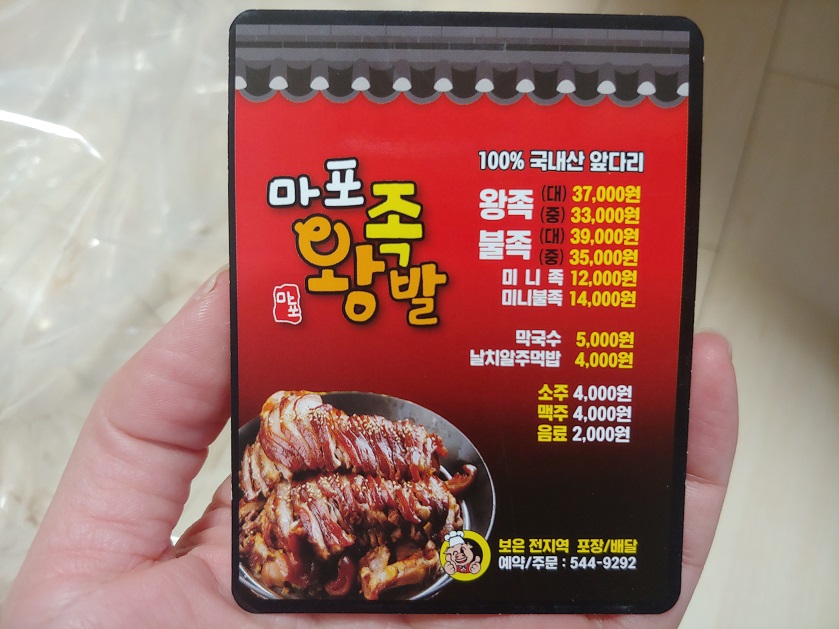 마포
왕족발
마포
100% 국내산 앞다리
왕족 (대) 37,000원
(중) 33,000원
불족 (대) 39,000원
(중) 35,000원
미니족 12,000원
미니불족 14,000원
막국수 5,000원
날치알주먹밥 4,000원
소주 4,000원
맥주 4,000원
음료 2,000원
보은 전지역 포장/배달
예약/주문 : 544-9292